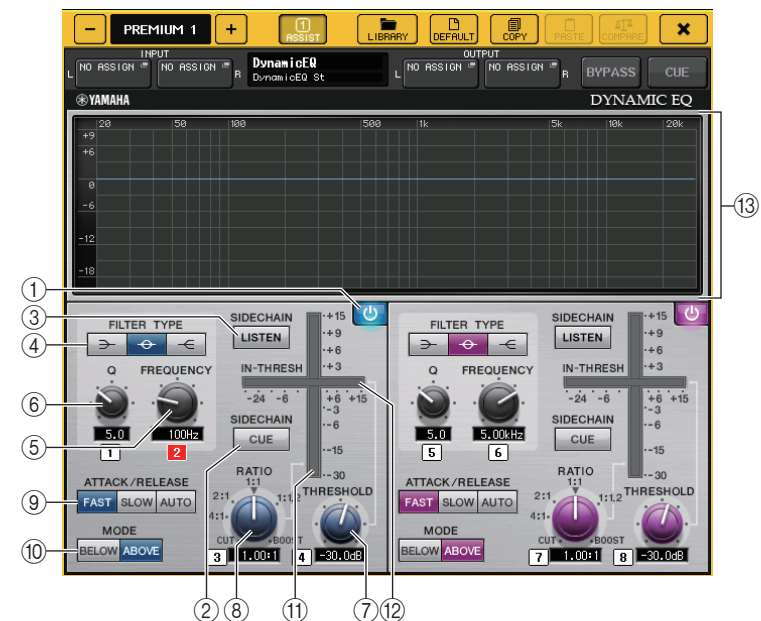 − PREMIUM 1 + 1 ASSIST LIBRARY DEFAULT COPY PASTE COMPARE ×
INPUT OUTPUT
L NO ASSIGN NO ASSIGN R DynamicEQ L NO ASSIGN NO ASSIGN R BYPASS CUE
DynamicEQ St
YAMAHA DYNAMIC EQ
20 50 100 500 1k 5k 10k 20k
+9
+6
0
-6
-12
-18
⑬
①
③
④
⑥
⑤
⑨
⑩
FILTER TYPE
Q FREQUENCY
5.0 100Hz
1 2
ATTACK/RELEASE
FAST SLOW AUTO
MODE
BELOW ABOVE
SIDECHAIN
LISTEN
IN-THRESH
-24 -6 +6 +15
SIDECHAIN
CUE
+15
+9
+6
+3
-3
-6
-15
-30
RATIO
1:1
2:1 1:1.2
4:1
CUT BOOST
3 1.00:1
THRESHOLD
4 -30.0dB
FILTER TYPE
Q FREQUENCY
5.0 5.00kHz
5 6
ATTACK/RELEASE
FAST SLOW AUTO
MODE
BELOW ABOVE
SIDECHAIN
LISTEN
IN-THRESH
-24 -6 +6 +15
SIDECHAIN
CUE
+15
+9
+6
+3
-3
-6
-15
-30
RATIO
1:1
2:1 1:1.2
4:1
CUT BOOST
7 1.00:1
THRESHOLD
8 -30.0dB
② ⑧ ⑪ ⑦ ⑫